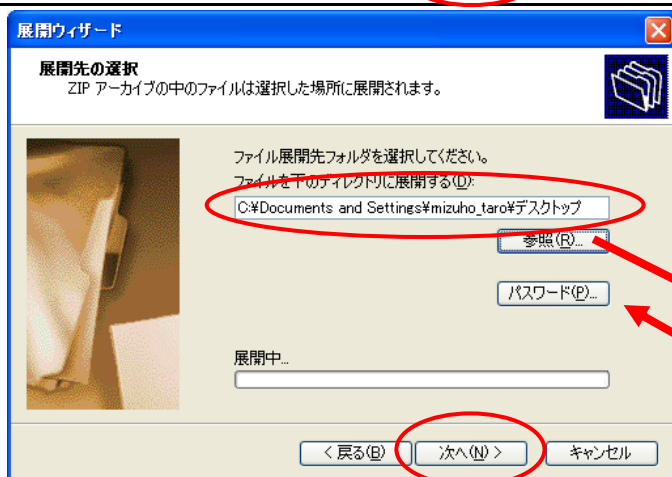 展開ウィザード
展開先の選択
ZIP アーカイブの中のファイルは選択した場所に展開されます。
ファイル展開先フォルダを選択してください。
ファイルを下のディレクトリに展開する(D):
C:¥Documents and Settings¥mizuho_taro¥デスクトップ
参照(R)...
パスワード(P)...
展開中...
< 戻る(B)
次へ(N) >
キャンセル